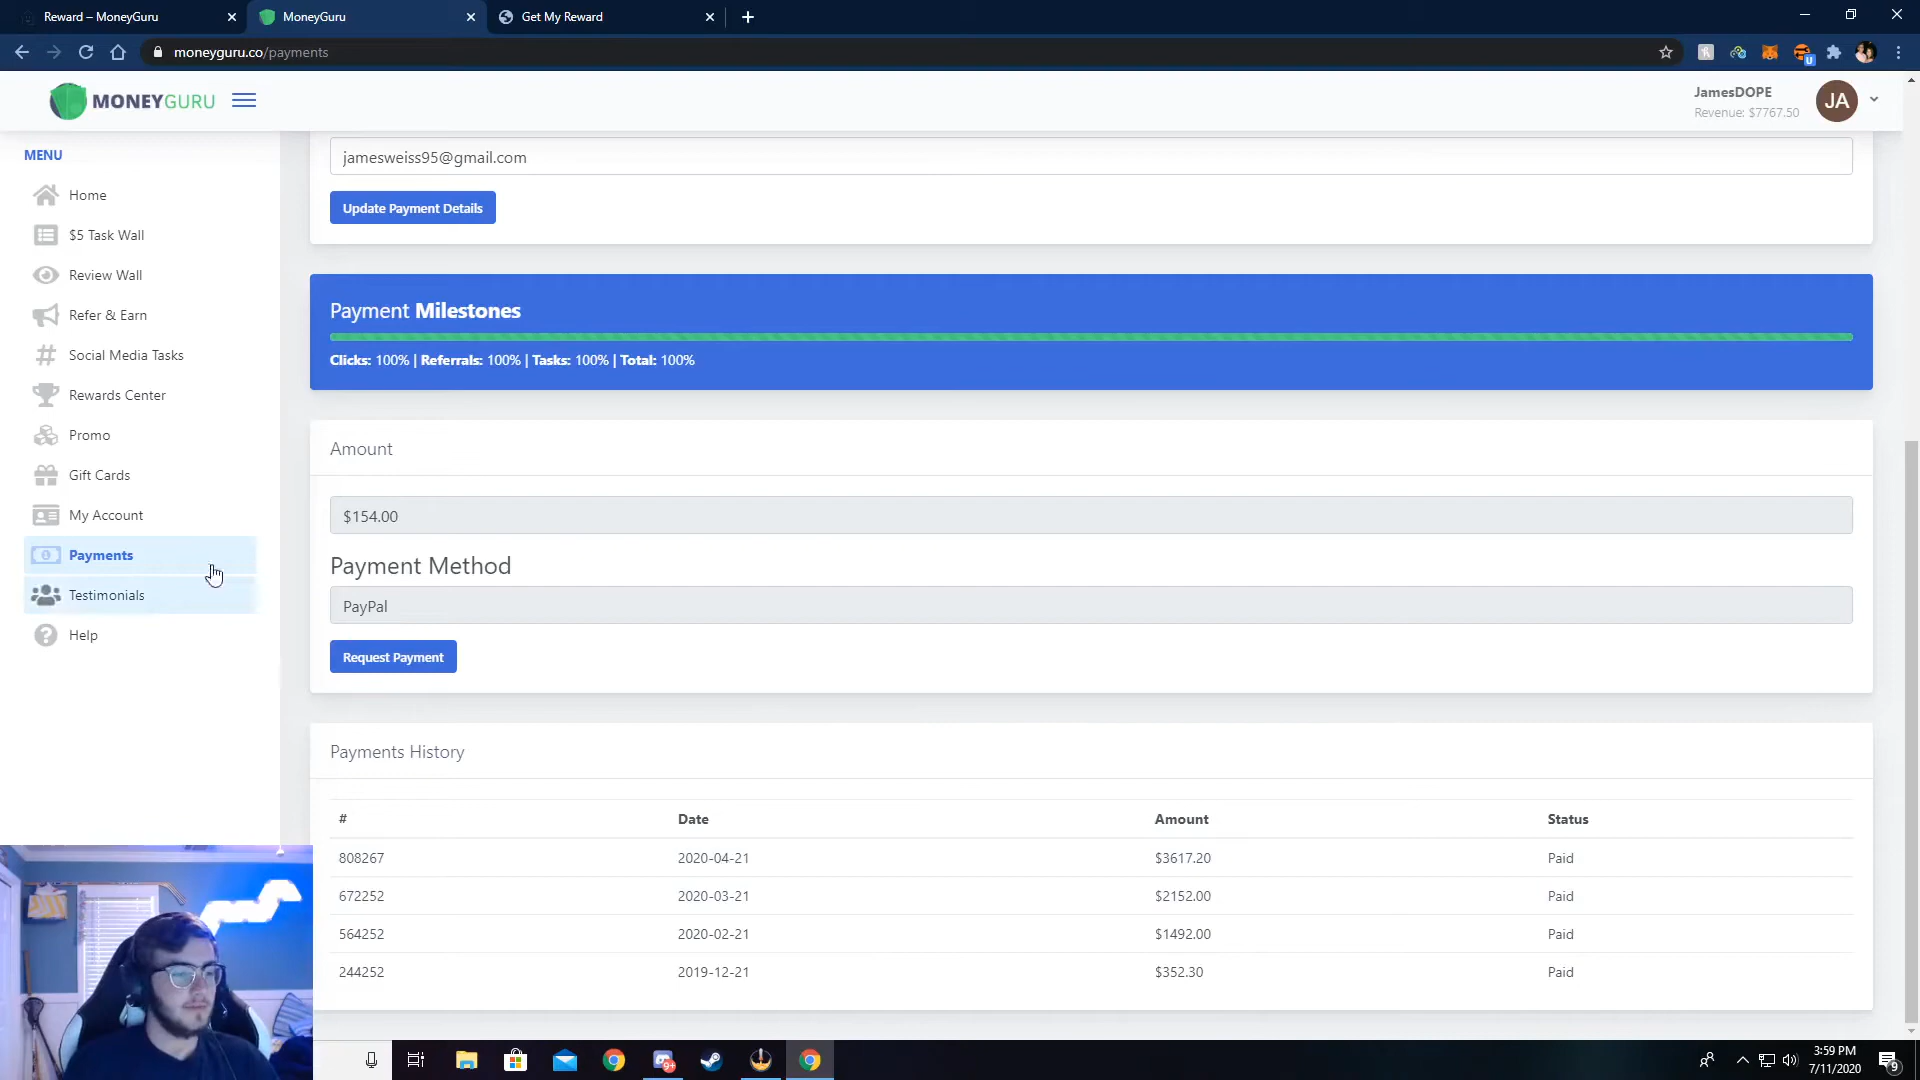 Reward – MoneyGuru
MoneyGuru
Get My Reward
moneyguru.co/payments
MONEYGURU
JamesDOPE
Revenue: $7767.50
JA
MENU
Home
$5 Task Wall
Review Wall
Refer & Earn
Social Media Tasks
Rewards Center
Promo
Gift Cards
My Account
Payments
Testimonials
Help
jamesweiss95@gmail.com
Update Payment Details
Payment Milestones
Clicks: 100% | Referrals: 100% | Tasks: 100% | Total: 100%
Amount
$154.00
Payment Method
PayPal
Request Payment
Payments History
# Date Amount Status
808267 2020-04-21 $3617.20 Paid
672252 2020-03-21 $2152.00 Paid
564252 2020-02-21 $1492.00 Paid
244252 2019-12-21 $352.30 Paid
9+
3:59 PM
7/11/2020
9